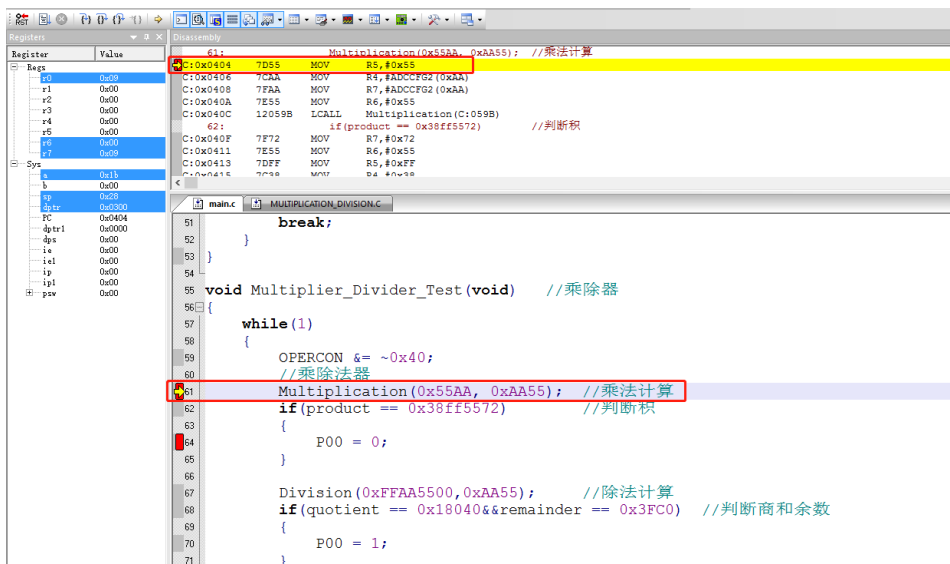 Registers
Register Value
Regs
r0 0x09
r1 0x00
r2 0x00
r3 0x00
r4 0x00
r5 0x00
r6 0x00
r7 0x09
Sys
a 0x1b
b 0x00
sp 0x28
dptr 0x0300
PC 0x0404
dptr1 0x0000
dps 0x00
ie 0x00
ie1 0x00
ip 0x00
ip1 0x00
psw 0x00
Disassembly
61: Multiplication(0x55AA, 0xAA55); //乘法计算
C:0x0404 7D55 MOV R5,#0x55
C:0x0406 7CAA MOV R4,#ADCCFG2(0xAA)
C:0x0408 7FAA MOV R7,#ADCCFG2(0xAA)
C:0x040A 7E55 MOV R6,#0x55
C:0x040C 12059B LCALL Multiplication(C:059B)
62: if(product == 0x38ff5572) //判断积
C:0x040F 7F72 MOV R7,#0x72
C:0x0411 7E55 MOV R6,#0x55
C:0x0413 7DFF MOV R5,#0xFF
C:0x0415 7C38 MOV R4,#0x38
main.c MULTIPLICATION_DIVISION.C
51 break;
52 }
53 }
54
55 void Multiplier_Divider_Test(void) //乘除器
56 {
57 while(1)
58 {
59 OPERCON &= ~0x40;
60 //乘除法器
61 Multiplication(0x55AA, 0xAA55); //乘法计算
62 if(product == 0x38ff5572) //判断积
63 {
64 P00 = 0;
65 }
66
67 Division(0xFFAA5500,0xAA55); //除法计算
68 if(quotient == 0x18040&&remainder == 0x3FC0) //判断商和余数
69 {
70 P00 = 1;
71 }